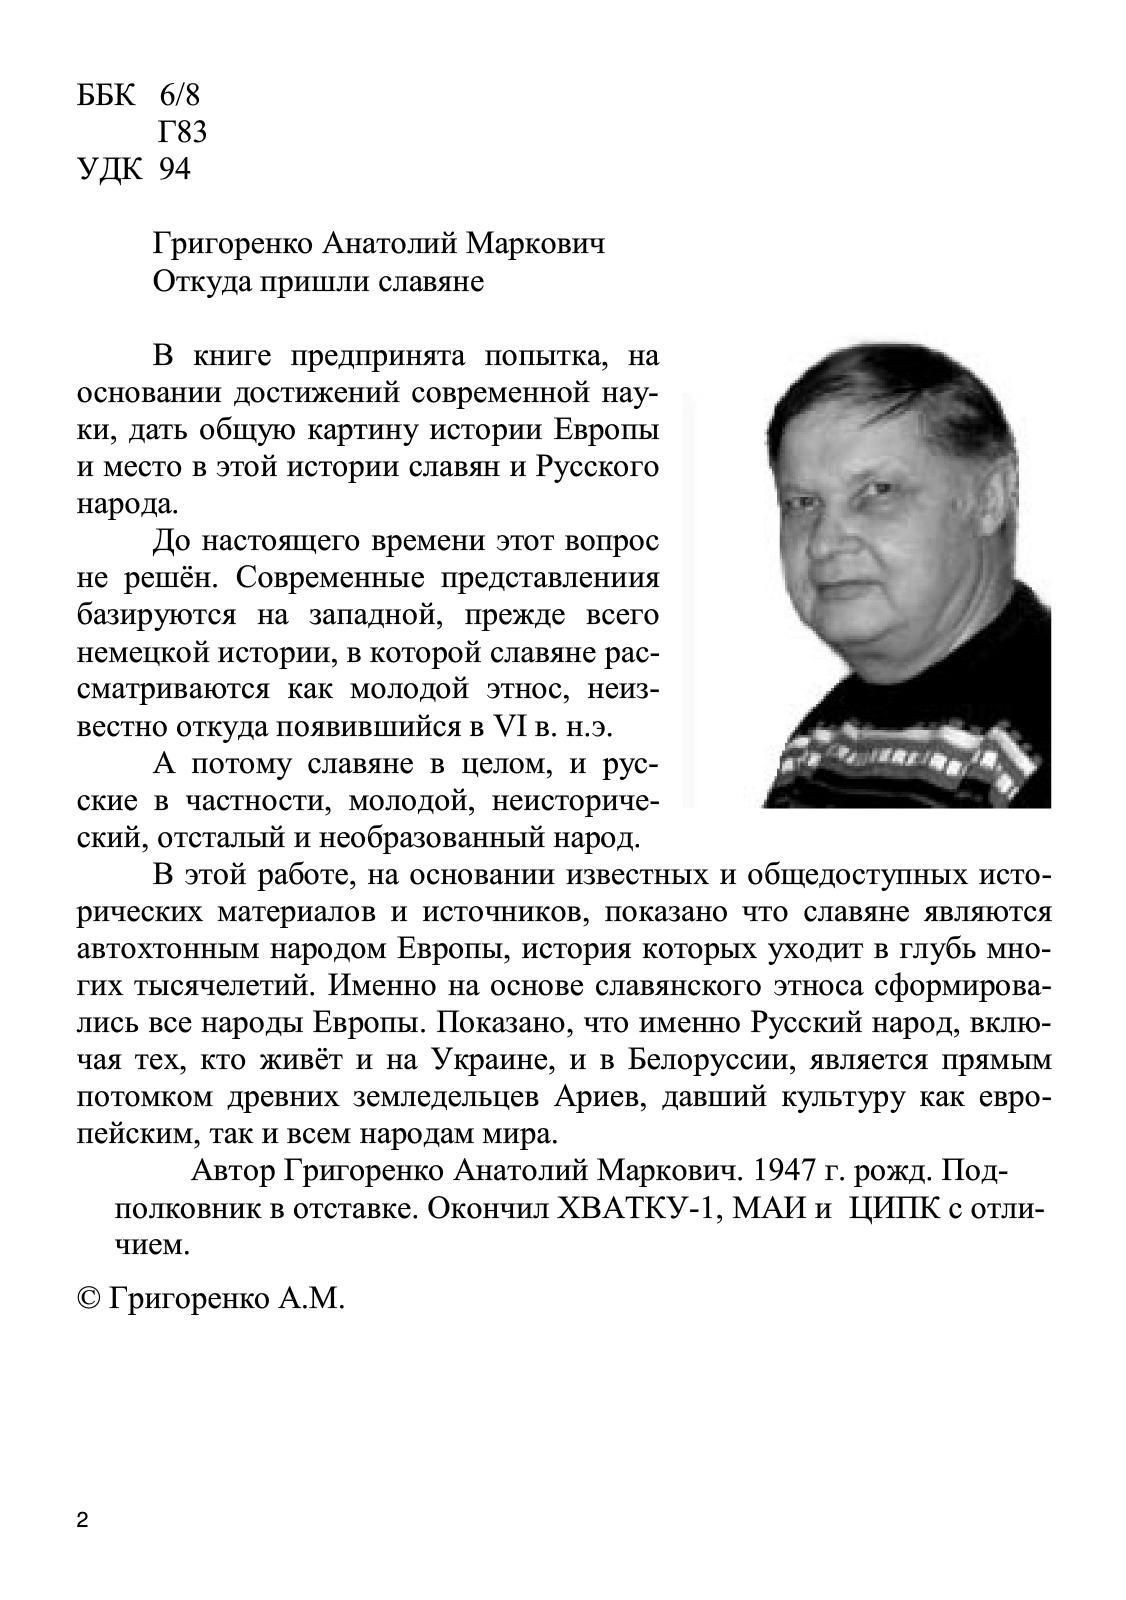 ББК 6/8
Г83
УДК 94
Григоренко Анатолий Маркович
Откуда пришли славяне
В книге предпринята попытка, на
основании достижений современной нау-
ки, дать общую картину истории Европы
и место в этой истории славян и Русского
народа.
До настоящего времени этот вопрос
не решён. Современные представлениия
базируются на западной, прежде всего
немецкой истории, в которой славяне рас-
сматриваются как молодой этнос, неиз-
вестно откуда появившийся в VI в. н.э.
А потому славяне в целом, и рус-
ские в частности, молодой, неисториче-
ский, отсталый и необразованный народ.
В этой работе, на основании известных и общедоступных исто-
рических материалов и источников, показано что славяне являются
автохтонным народом Европы, история которых уходит в глубь мно-
гих тысячелетий. Именно на основе славянского этноса сформирова-
лись все народы Европы. Показано, что именно Русский народ, вклю-
чая тех, кто живёт и на Украине, и в Белоруссии, является прямым
потомком древних земледельцев Ариев, давший культуру как евро-
пейским, так и всем народам мира.
Автор Григоренко Анатолий Маркович. 1947 г. рожд. Под-
полковник в отставке. Окончил ХВАТКУ-1, МАИ и ЦИПК с отли-
чием.
© Григоренко А.М.
2